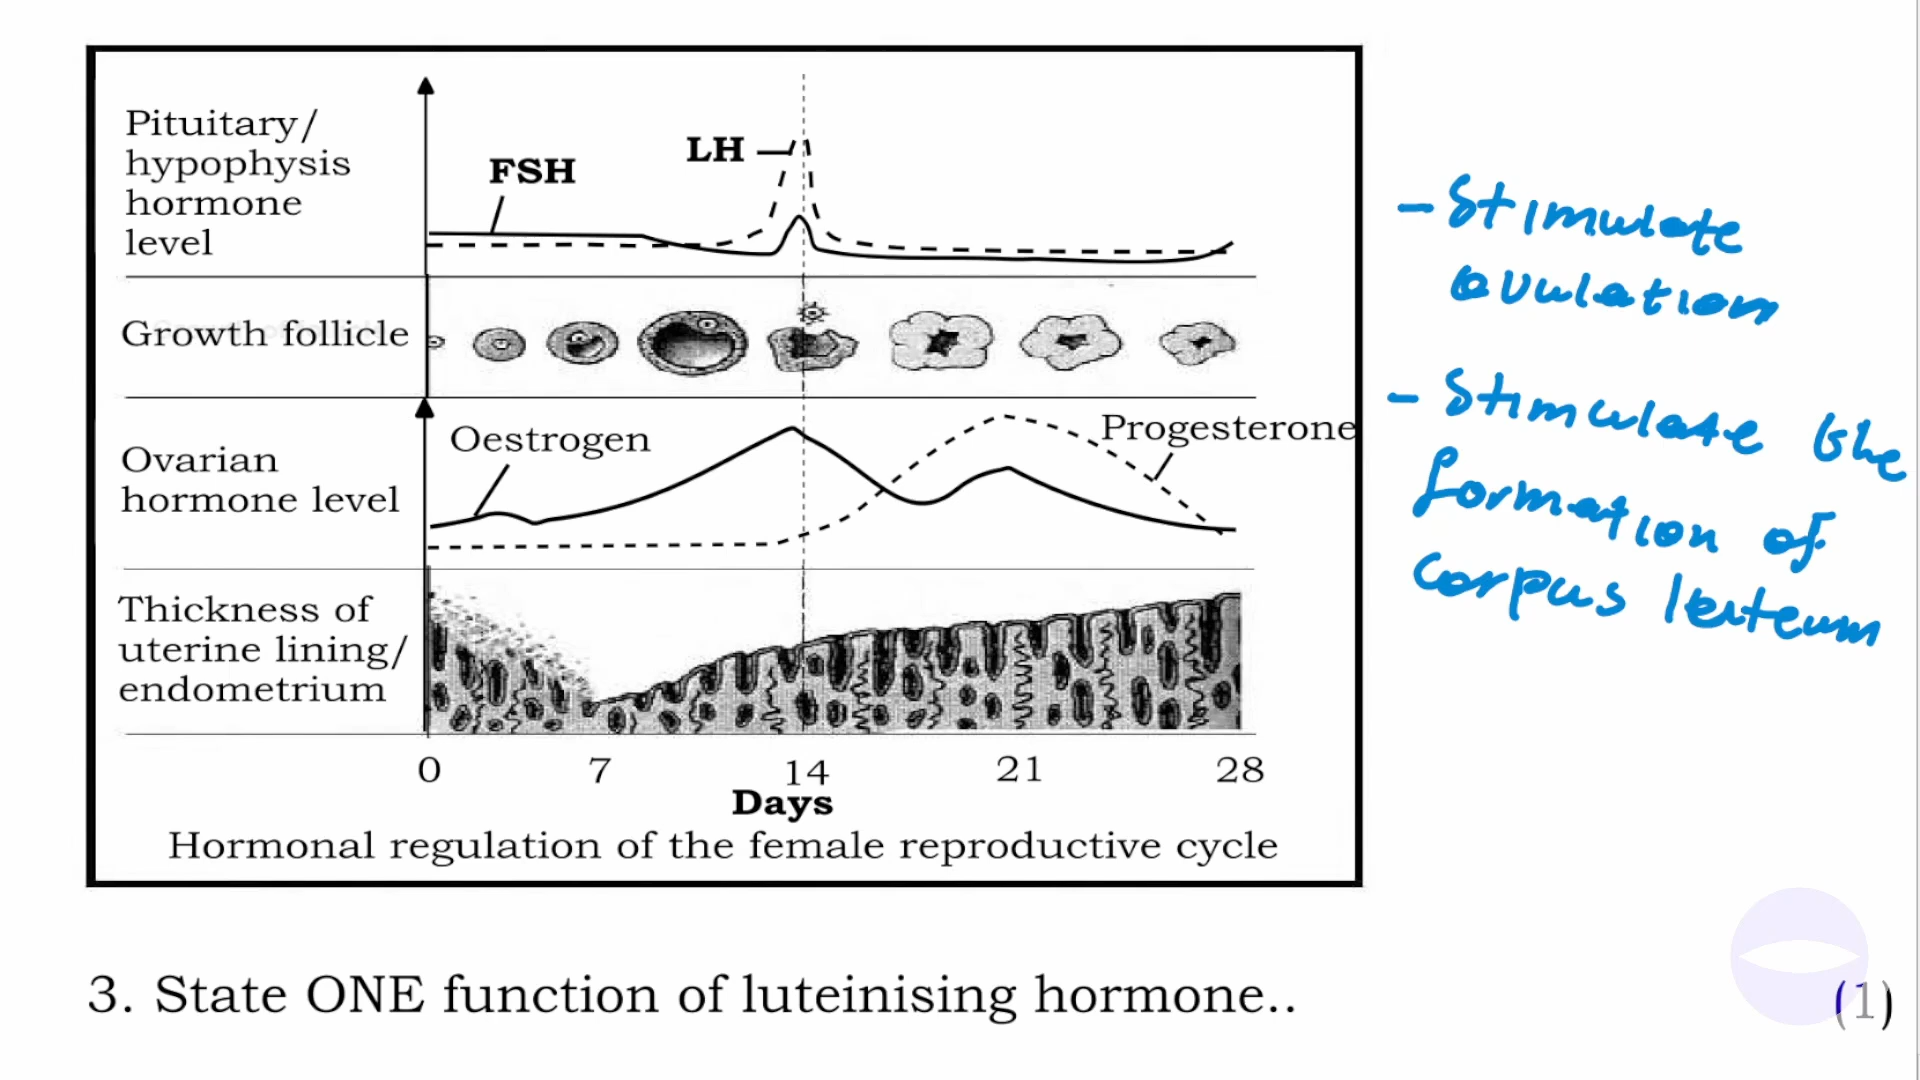 Pituitary/
hypophysis
hormone
level
FSH
LH
Growth follicle
Ovarian
hormone level
Oestrogen
Progesterone
Thickness of
uterine lining/
endometrium
0 7 14 21 28
Days
Hormonal regulation of the female reproductive cycle
- Stimulate
ovulation
- Stimulate the
formation of
corpus luteum
3. State ONE function of luteinising hormone.. (1)